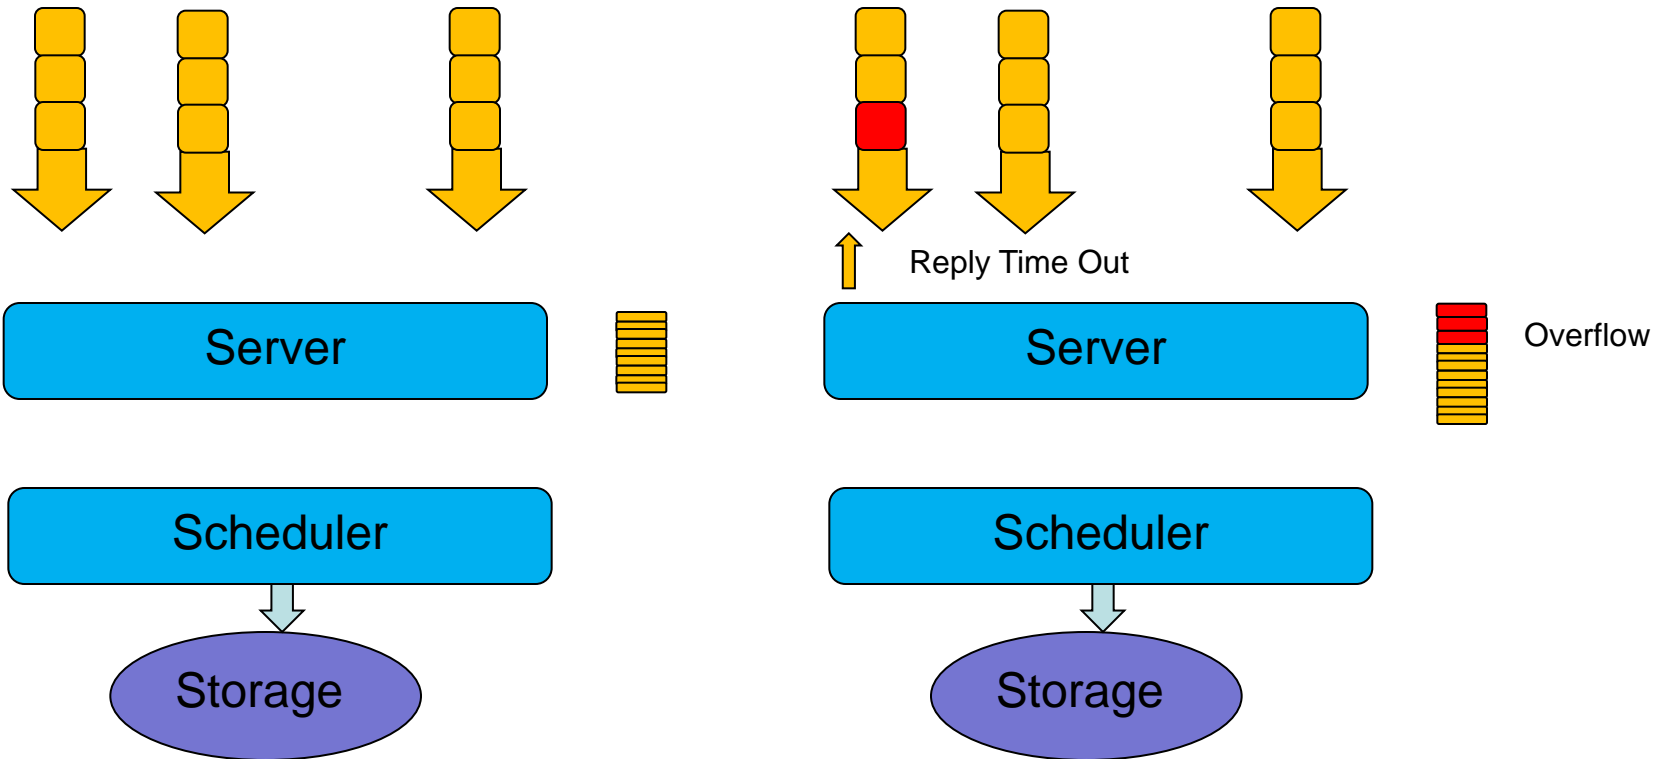 Reply Time Out
Server
Server
Overflow
Scheduler
Scheduler
Storage
Storage